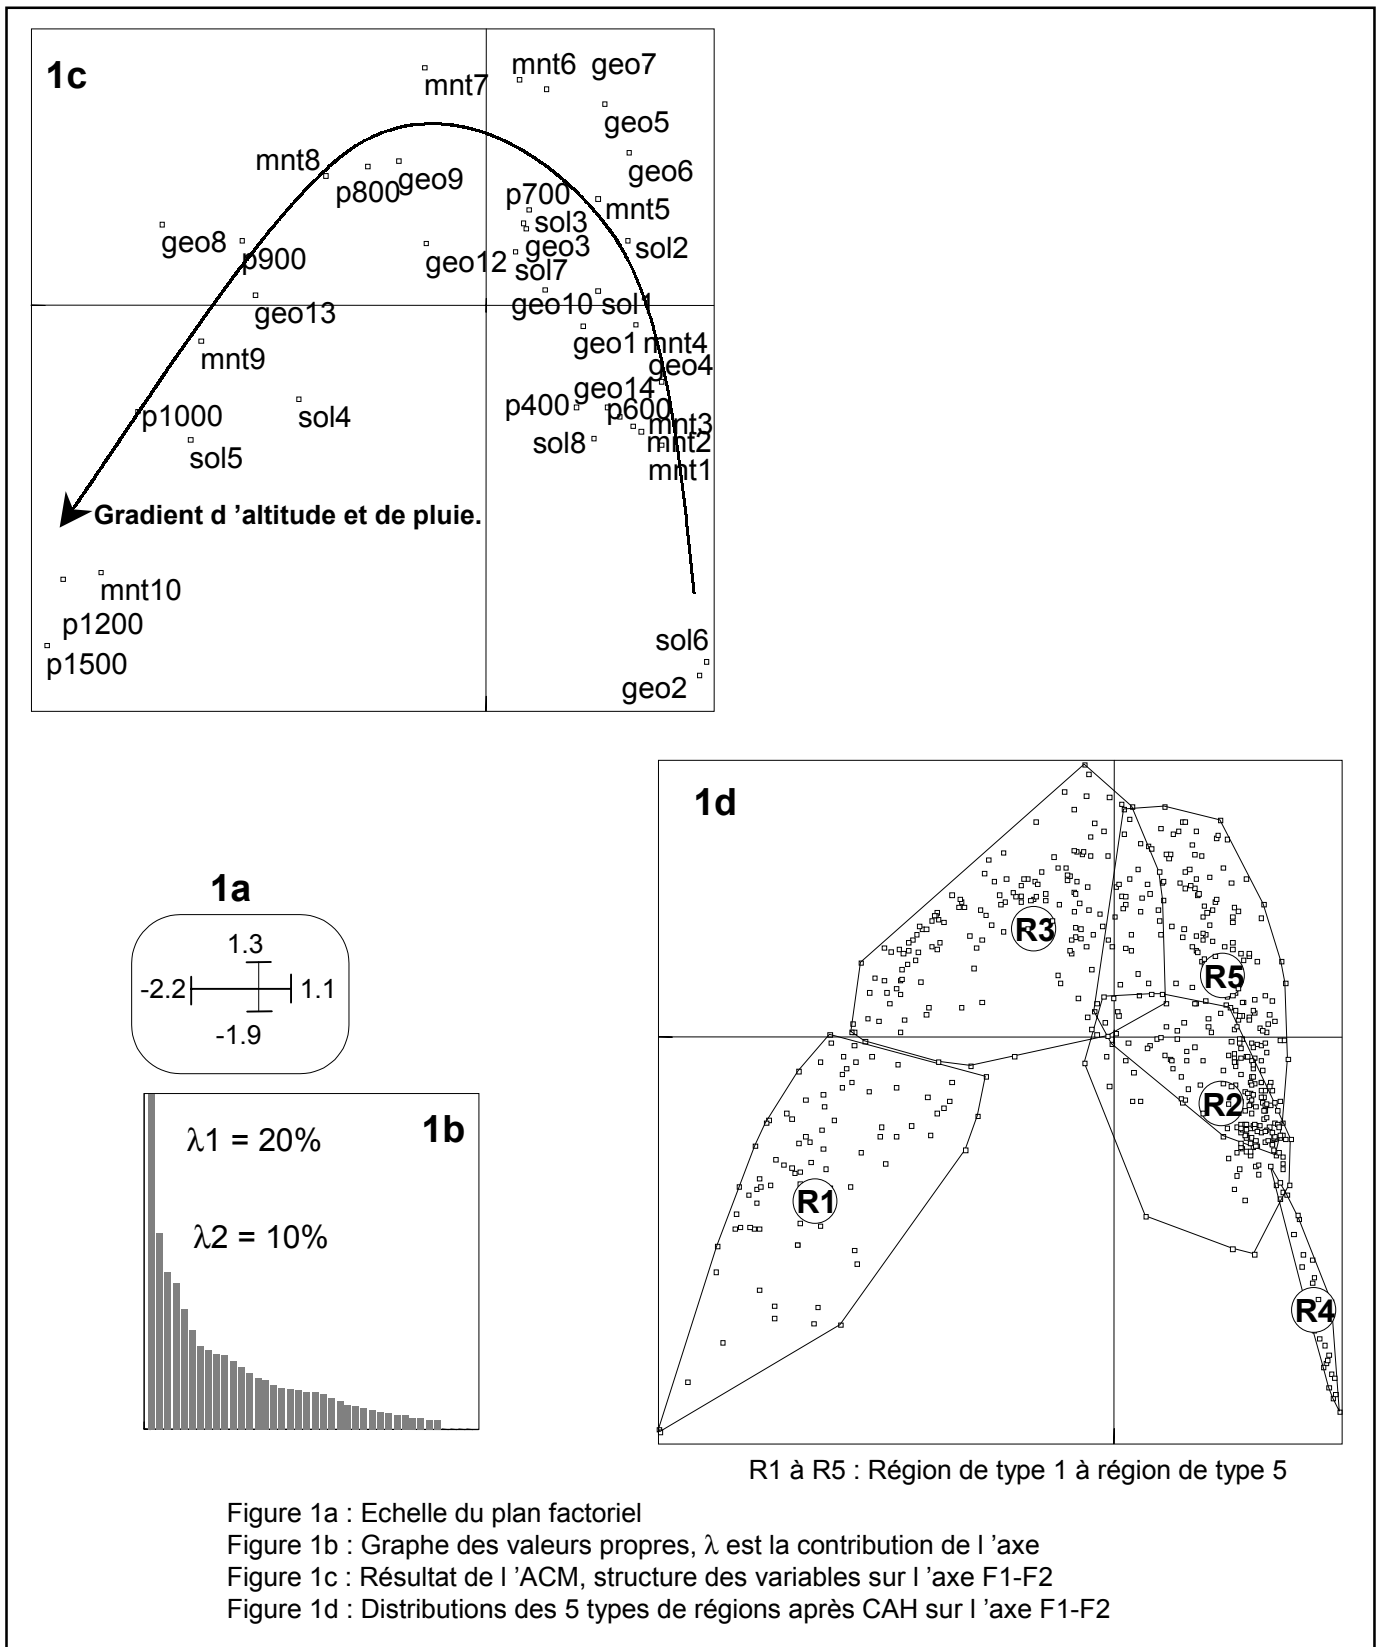 1c
mnt7
mnt6
geo7
geo5
geo6
mnt8
p800
geo9
p700
mnt5
sol3
geo8
p900
geo12
geo3
sol2
sol7
geo13
geo10
sol1
mnt9
geo1
mnt4
geo4
geo14
p1000
sol4
p400
p600
mnt3
sol5
sol8
mnt2
mnt1
Gradient d ’altitude et de pluie.
mnt10
p1200
p1500
sol6
geo2
1d
R3
R5
R2
R1
R4
1a
1.3
-2.2
1.1
-1.9
1b
λ1 = 20%
λ2 = 10%
R1 à R5 : Région de type 1 à région de type 5
Figure 1a : Echelle du plan factoriel
Figure 1b : Graphe des valeurs propres, λ est la contribution de l ’axe
Figure 1c : Résultat de l ’ACM, structure des variables sur l ’axe F1-F2
Figure 1d : Distributions des 5 types de régions après CAH sur l ’axe F1-F2